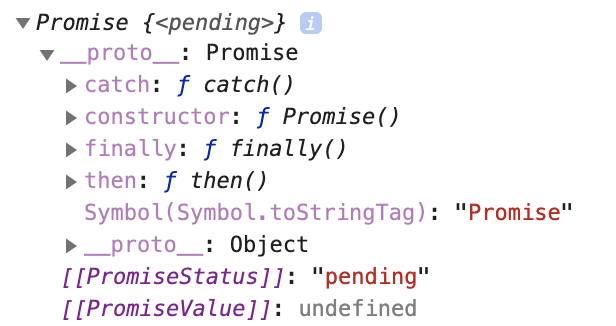 ▼Promise {<pending>} i
▼__proto__: Promise
▶catch: ƒ catch()
▶constructor: ƒ Promise()
▶finally: ƒ finally()
▶then: ƒ then()
Symbol(Symbol.toStringTag): "Promise"
▶__proto__: Object
[[PromiseStatus]]: "pending"
[[PromiseValue]]: undefined